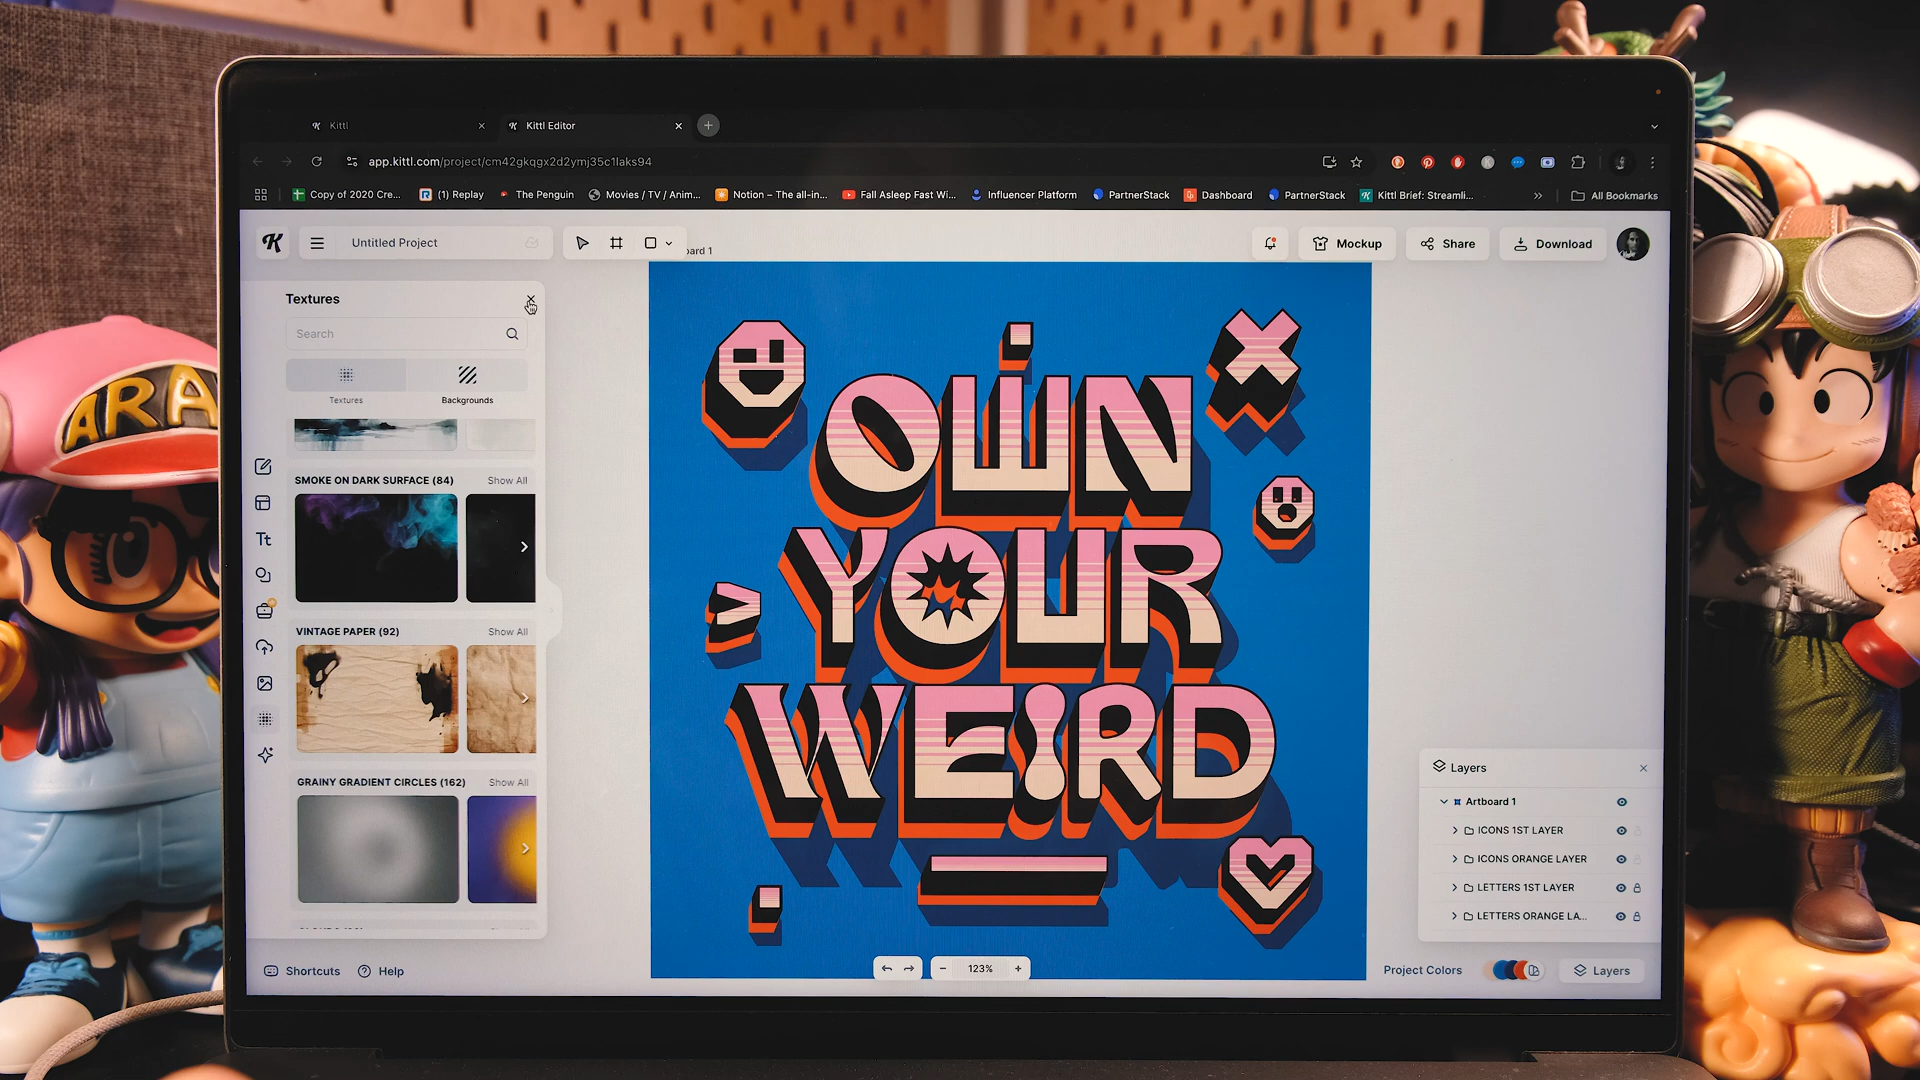 ARA
Kittl
Kittl Editor
app.kittl.com/project/cm42gkqgx2d2ymj35c1laks94
Copy of 2020 Cre...
(1) Replay
The Penguin
Movies / TV / Anim...
Notion – The all-in...
Fall Asleep Fast Wi...
Influencer Platform
PartnerStack
Dashboard
PartnerStack
Kittl Brief: Streamli...
All Bookmarks
Untitled Project
oard 1
Mockup
Share
Download
Textures
Search
Textures
Backgrounds
SMOKE ON DARK SURFACE (84)
Show All
VINTAGE PAPER (92)
Show All
GRAINY GRADIENT CIRCLES (162)
Show All
Tt
OWN
YOUR
WEIRD
Layers
Artboard 1
ICONS 1ST LAYER
ICONS ORANGE LAYER
LETTERS 1ST LAYER
LETTERS ORANGE LA...
Shortcuts
Help
123%
Project Colors
Layers